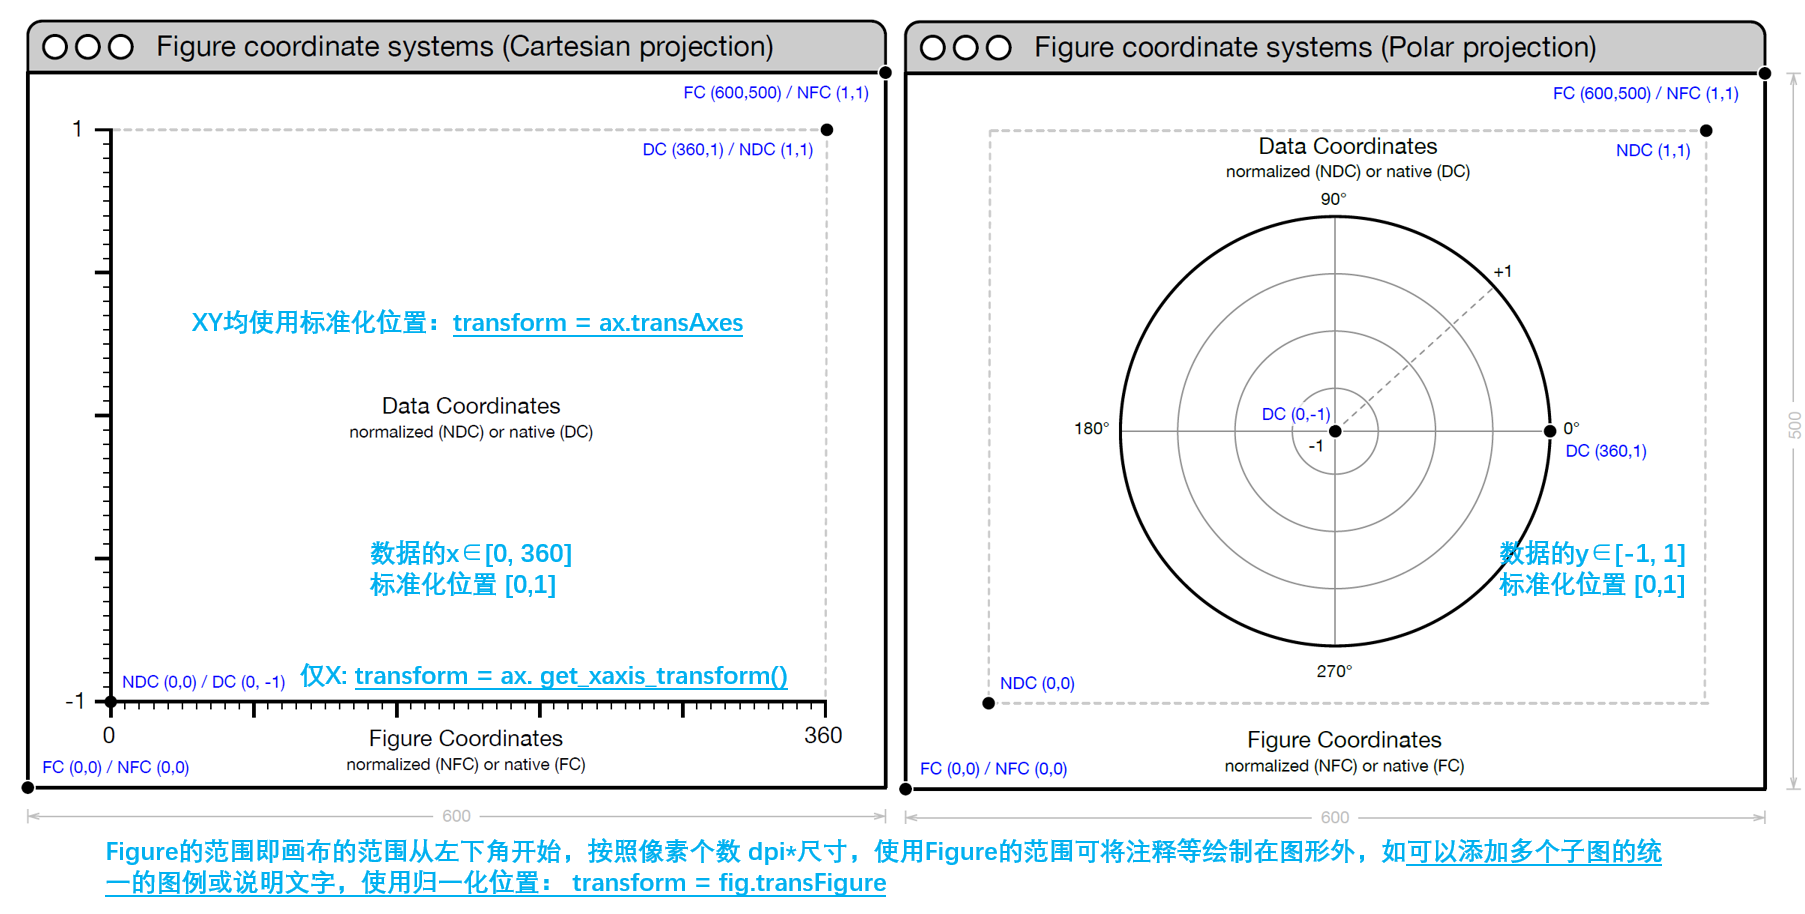 Figure coordinate systems (Cartesian projection)
FC (600,500) / NFC (1,1)
1
DC (360,1) / NDC (1,1)
XY均使用标准化位置：transform = ax.transAxes
Data Coordinates
normalized (NDC) or native (DC)
数据的x∈[0, 360]
标准化位置 [0,1]
NDC (0,0) / DC (0, -1)
仅X: transform = ax. get_xaxis_transform()
-1
0
360
Figure Coordinates
normalized (NFC) or native (FC)
FC (0,0) / NFC (0,0)
600
Figure coordinate systems (Polar projection)
FC (600,500) / NFC (1,1)
Data Coordinates
normalized (NDC) or native (DC)
NDC (1,1)
90°
+1
DC (0,-1)
-1
180°
0°
DC (360,1)
500
数据的y∈[-1, 1]
标准化位置 [0,1]
270°
NDC (0,0)
Figure Coordinates
normalized (NFC) or native (FC)
FC (0,0) / NFC (0,0)
600
Figure的范围即画布的范围从左下角开始，按照像素个数 dpi*尺寸，使用Figure的范围可将注释等绘制在图形外，如可以添加多个子图的统
一的图例或说明文字，使用归一化位置： transform = fig.transFigure